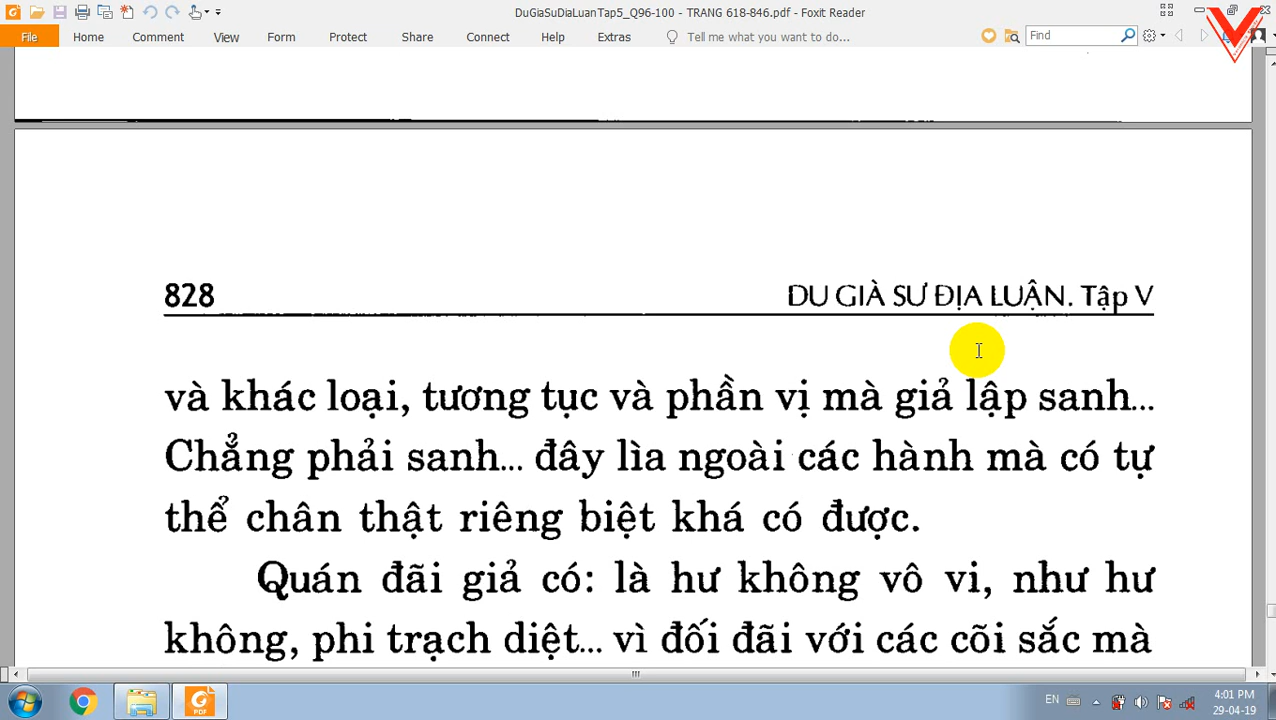 DuGiaSuDiaLuanTap5_Q96-100 - TRANG 618-846.pdf - Foxit Reader
File Home Comment View Form Protect Share Connect Help Extras Tell me what you want to do... Find
828 DU GIÀ SƯ ĐỊA LUẬN. Tập V
và khác loại, tương tục và phần vị mà giả lập sanh...
Chẳng phải sanh... đây lìa ngoài các hành mà có tự
thể chân thật riêng biệt khá có được.
Quán đãi giả có: là hư không vô vi, như hư
không, phi trạch diệt... vì đối đãi với các cõi sắc mà
PDF
EN 4:01 PM
29-04-19